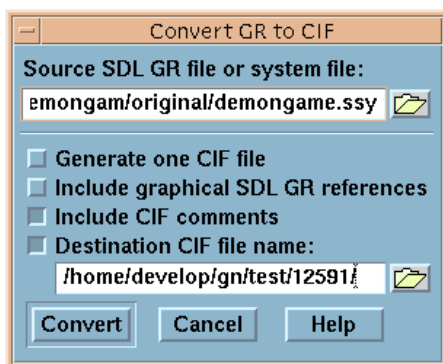 Convert GR to CIF
Source SDL GR file or system file:
emongam/original/demongame.ssy
Generate one CIF file
Include graphical SDL GR references
Include CIF comments
Destination CIF file name:
/home/develop/gn/test/12591/
Convert Cancel Help